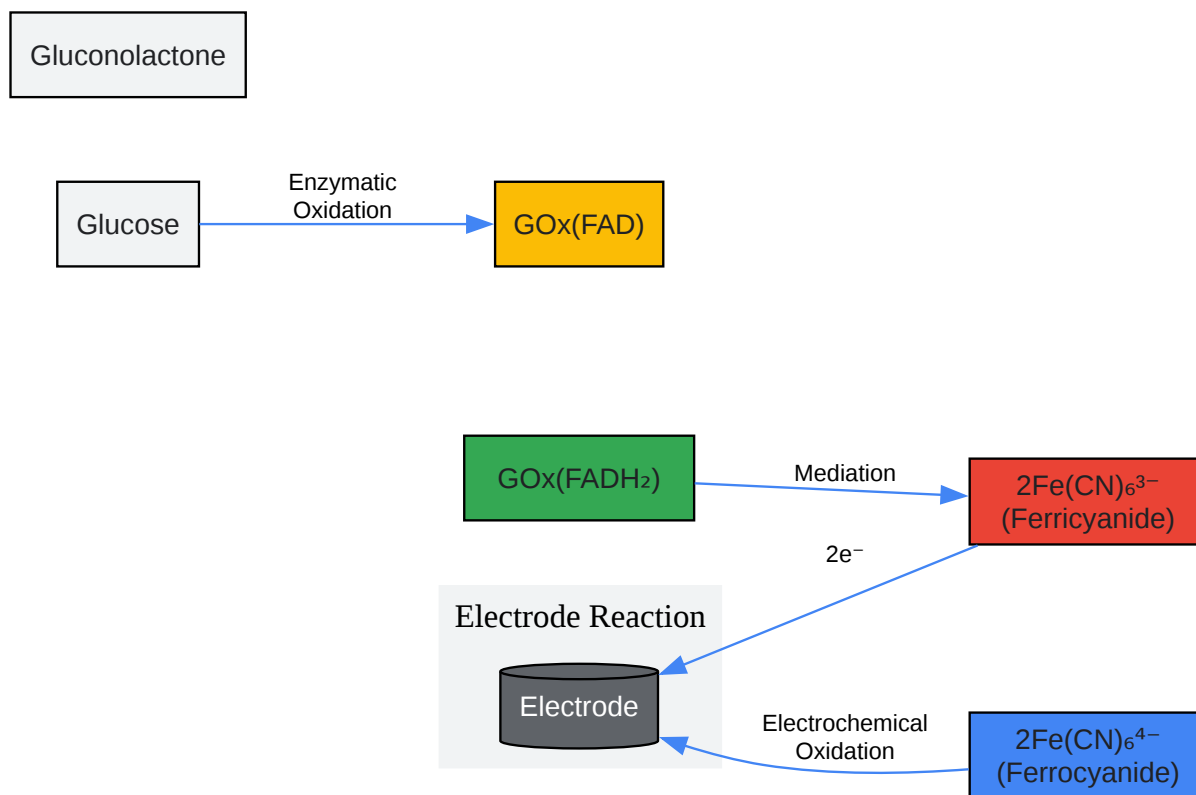 Gluconolactone
Enzymatic
Oxidation
Glucose
GOx(FAD)
GOx(FADH₂)
Mediation
2Fe(CN)₆³⁻
(Ferricyanide)
2e⁻
Electrode Reaction
Electrode
Electrochemical
Oxidation
2Fe(CN)₆⁴⁻
(Ferrocyanide)